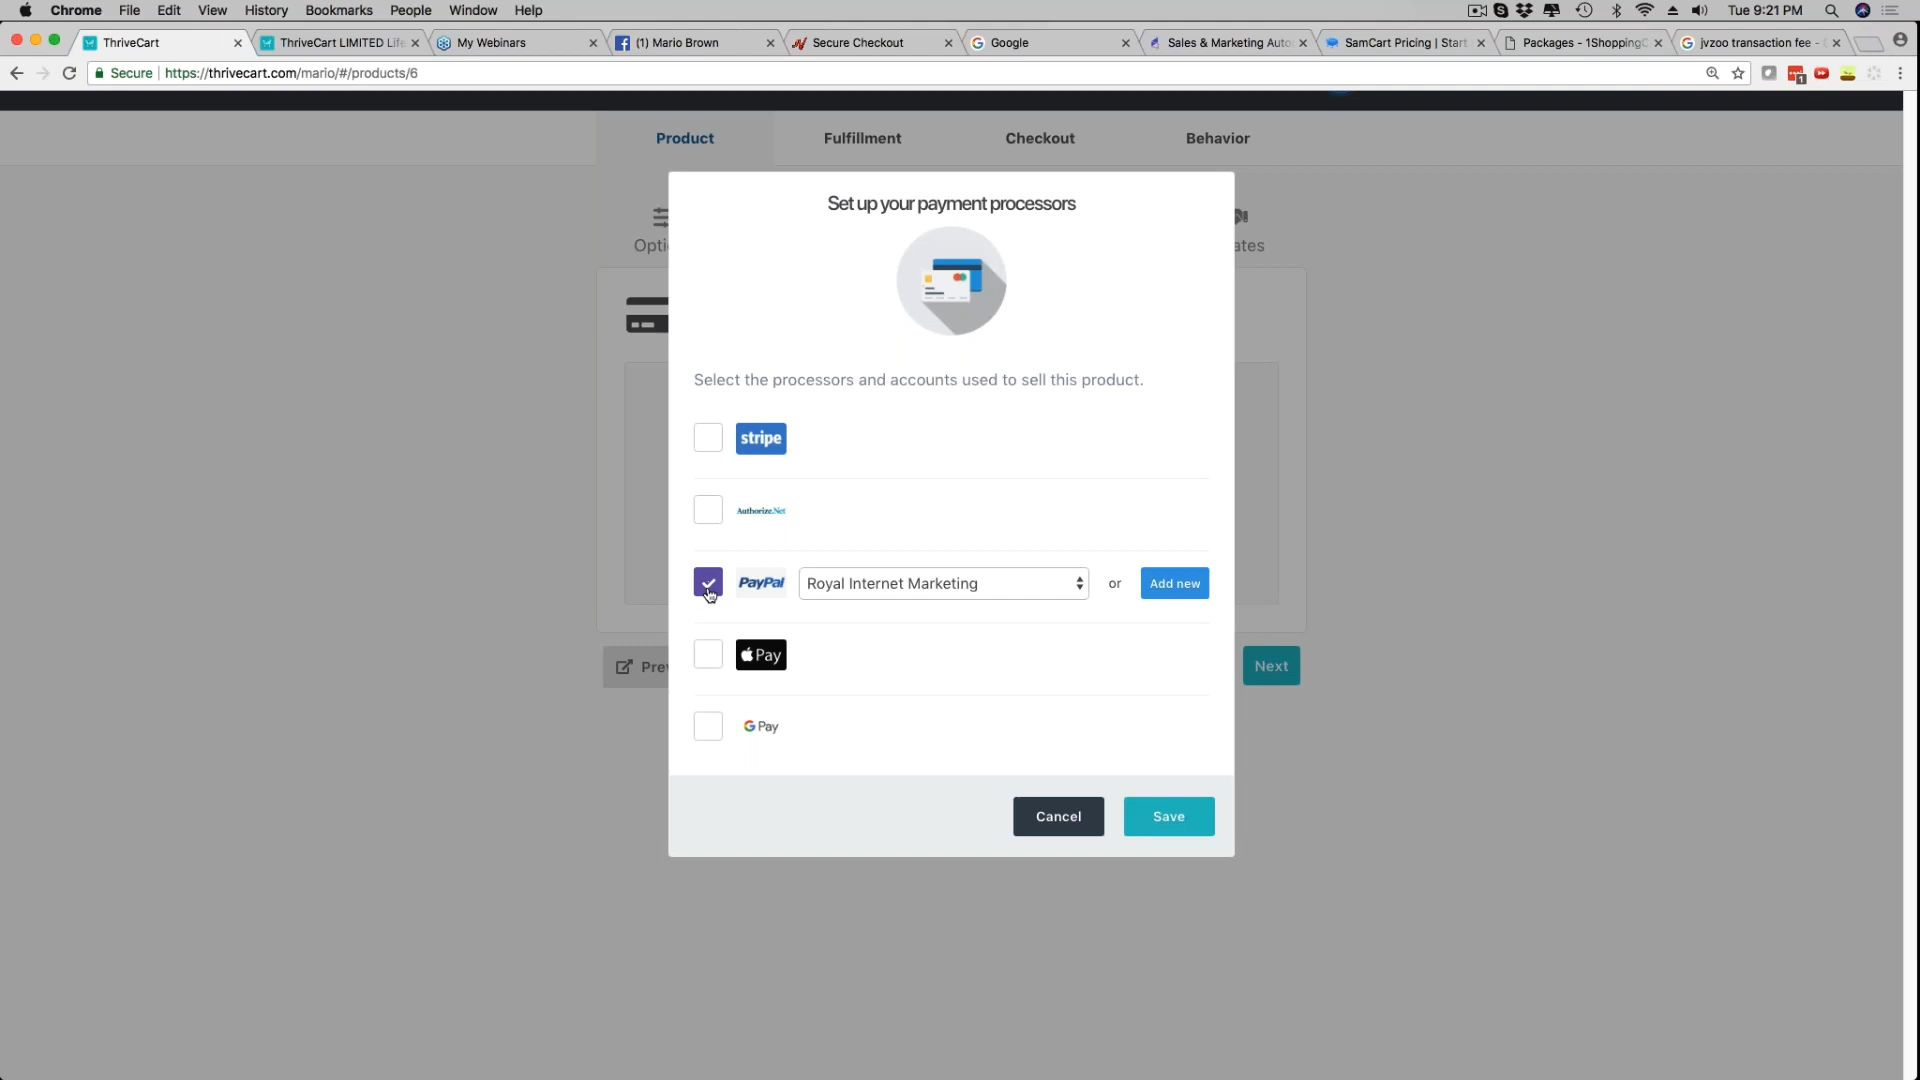 Chrome File Edit View History Bookmarks People Window Help Tue 9:21 PM
ThriveCart ThriveCart LIMITED Life My Webinars (1) Mario Brown Secure Checkout Google Sales & Marketing Auto SamCart Pricing | Start Packages - 1ShoppingC jvzoo transaction fee -
Secure https://thrivecart.com/mario/#/products/6 1
Product Fulfillment Checkout Behavior
Set up your payment processors
Opti ates
Select the processors and accounts used to sell this product.
stripe
Authorize.Net
PayPal Royal Internet Marketing or Add new
Pay
Prev Next
G Pay
Cancel Save